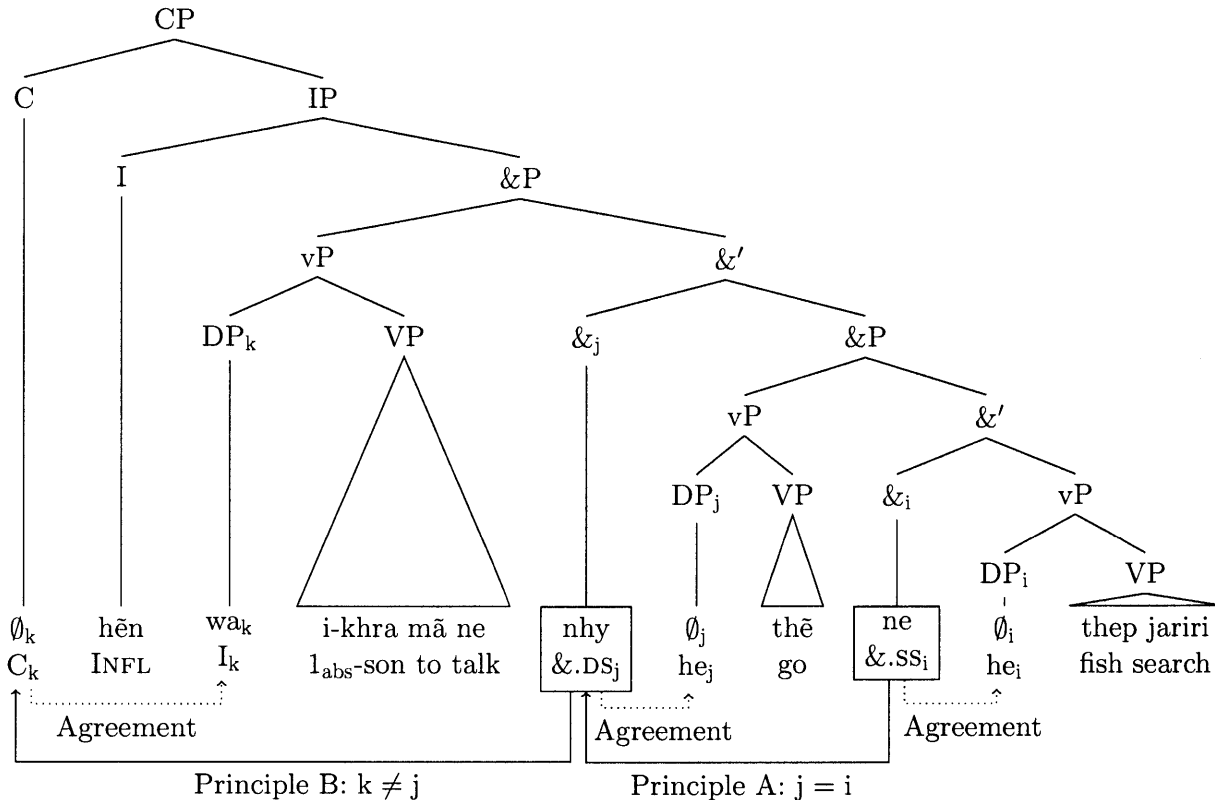 CP
C IP
I &P
vP &′
DPₖ VP &ⱼ &P
vP &′
DPⱼ VP &ᵢ vP
DPᵢ VP
∅ₖ hẽn waₖ i-khra mã ne nhy ∅ⱼ thẽ ne ∅ᵢ thep jariri
Cₖ INFL Iₖ 1ₐbₛ-son to talk &.DSⱼ heⱼ go &.SSᵢ heᵢ fish search
Agreement Agreement Agreement
Principle B: k ≠ j Principle A: j = i